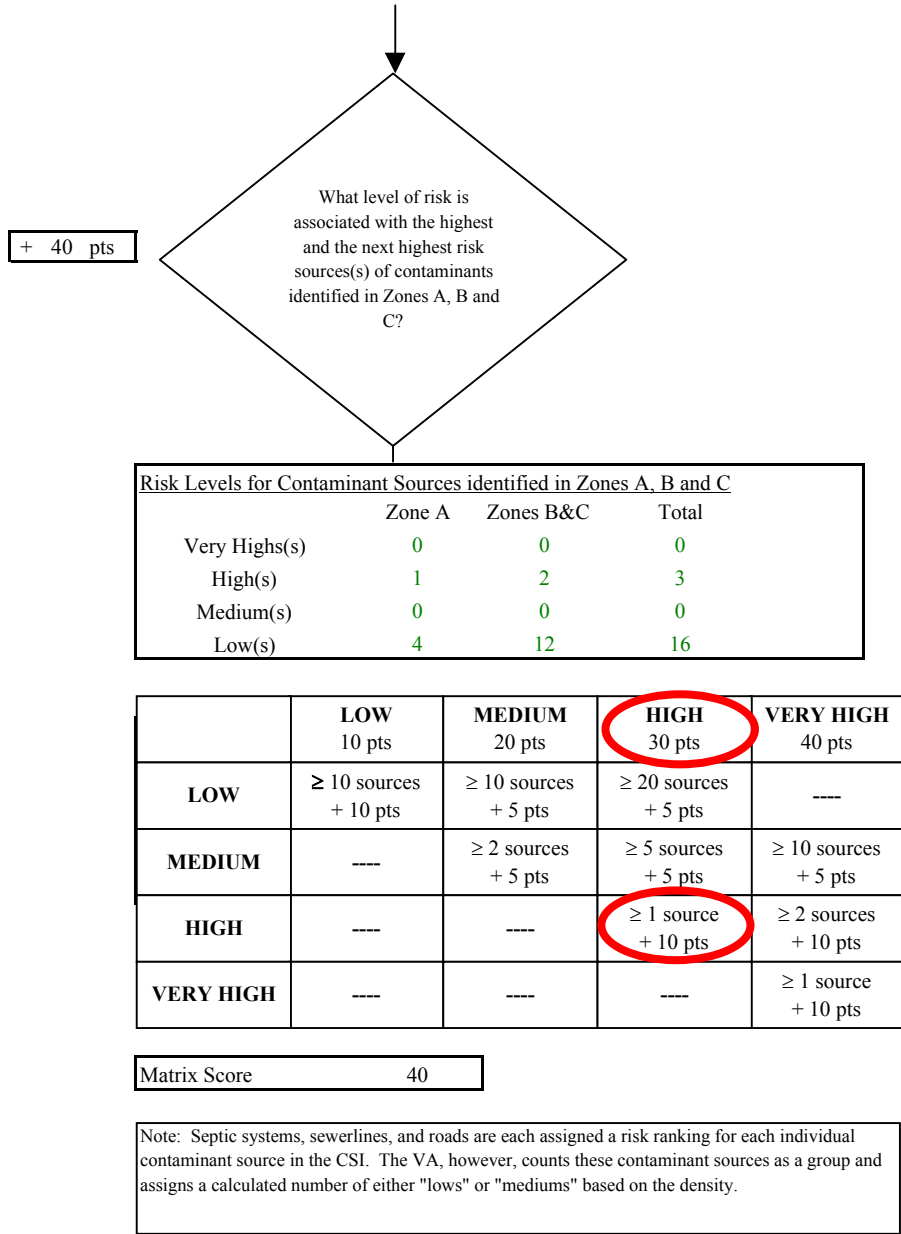 What level of risk is
associated with the highest
and the next highest risk
sources(s) of contaminants
identified in Zones A, B and
C?
+ 40 pts
Risk Levels for Contaminant Sources identified in Zones A, B and C
Zone A Zones B&C Total
Very Highs(s) 0 0 0
High(s) 1 2 3
Medium(s) 0 0 0
Low(s) 4 12 16
LOW MEDIUM HIGH VERY HIGH
10 pts 20 pts 30 pts 40 pts
LOW ≥ 10 sources ≥ 10 sources ≥ 20 sources ----
+ 10 pts + 5 pts + 5 pts
MEDIUM ---- ≥ 2 sources ≥ 5 sources ≥ 10 sources
+ 5 pts + 5 pts + 5 pts
HIGH ---- ---- ≥ 1 source ≥ 2 sources
+ 10 pts + 10 pts
VERY HIGH ---- ---- ---- ≥ 1 source
+ 10 pts
Matrix Score 40
Note: Septic systems, sewerlines, and roads are each assigned a risk ranking for each individual
contaminant source in the CSI. The VA, however, counts these contaminant sources as a group and
assigns a calculated number of either "lows" or "mediums" based on the density.